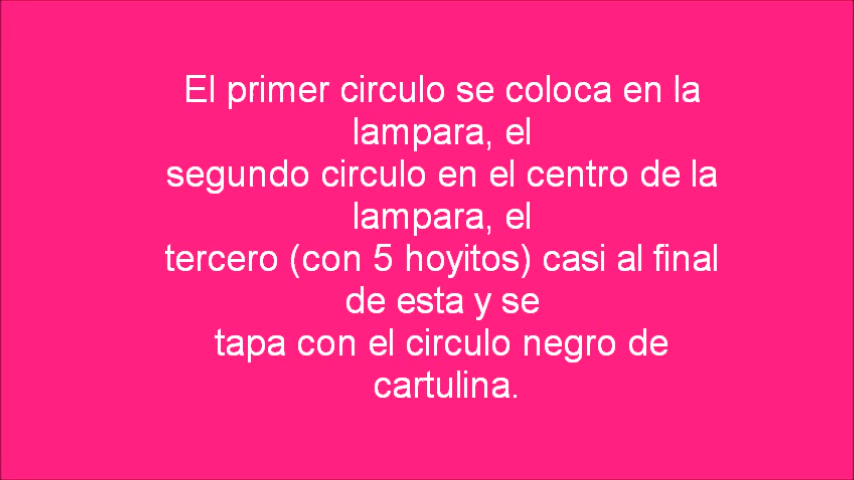 El primer circulo se coloca en la
lampara, el
segundo circulo en el centro de la
lampara, el
tercero (con 5 hoyitos) casi al final
de esta y se
tapa con el circulo negro de
cartulina.